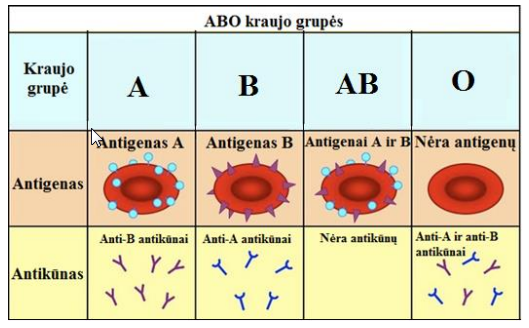 ABO kraujo grupės
Kraujo
grupė
A
B
AB
O
Antigenas
Antigenas A
Antigenas B
Antigenai A ir B
Nėra antigenų
Antikūnas
Anti-B antikūnai
Anti-A antikūnai
Nėra antikūnų
Anti-A ir anti-B
antikūnai